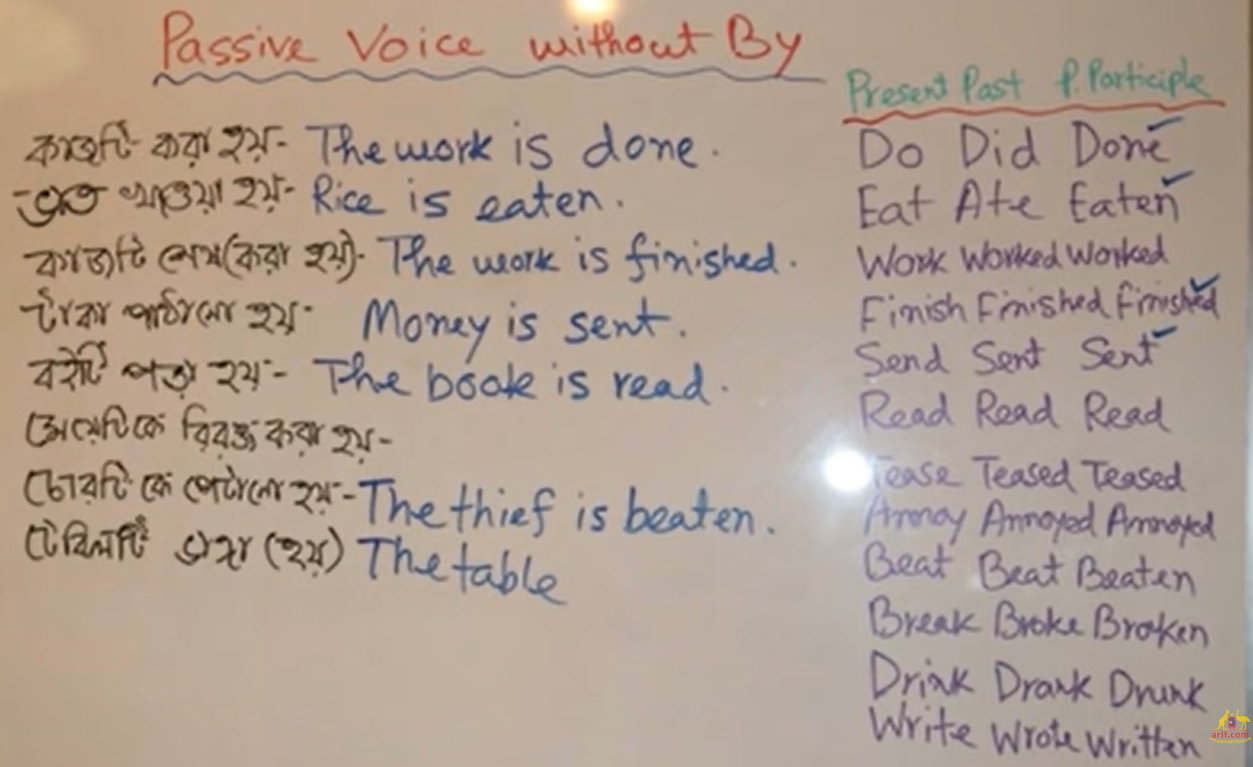 Passive Voice without By
কাজটি করা হয়- The work is done.
ভাত খাওয়া হয়- Rice is eaten.
কাজটি শেষ (করা হয়)- The work is finished.
টাকা পাঠানো হয়- Money is sent.
বইটি পড়া হয়- The book is read.
মেয়েটিকে বিরক্ত করা হয়-
চোরটি কে পেটানো হয়- The thief is beaten.
টেবিলটি ভাঙ্গা (হয়) The table
Present Past P. Participle
Do Did Done
Eat Ate Eaten
Work Worked Worked
Finish Finished Finished
Send Sent Sent
Read Read Read
Tease Teased Teased
Annoy Annoyed Annoyed
Beat Beat Beaten
Break Broke Broken
Drink Drank Drunk
Write Wrote Written
arif.com